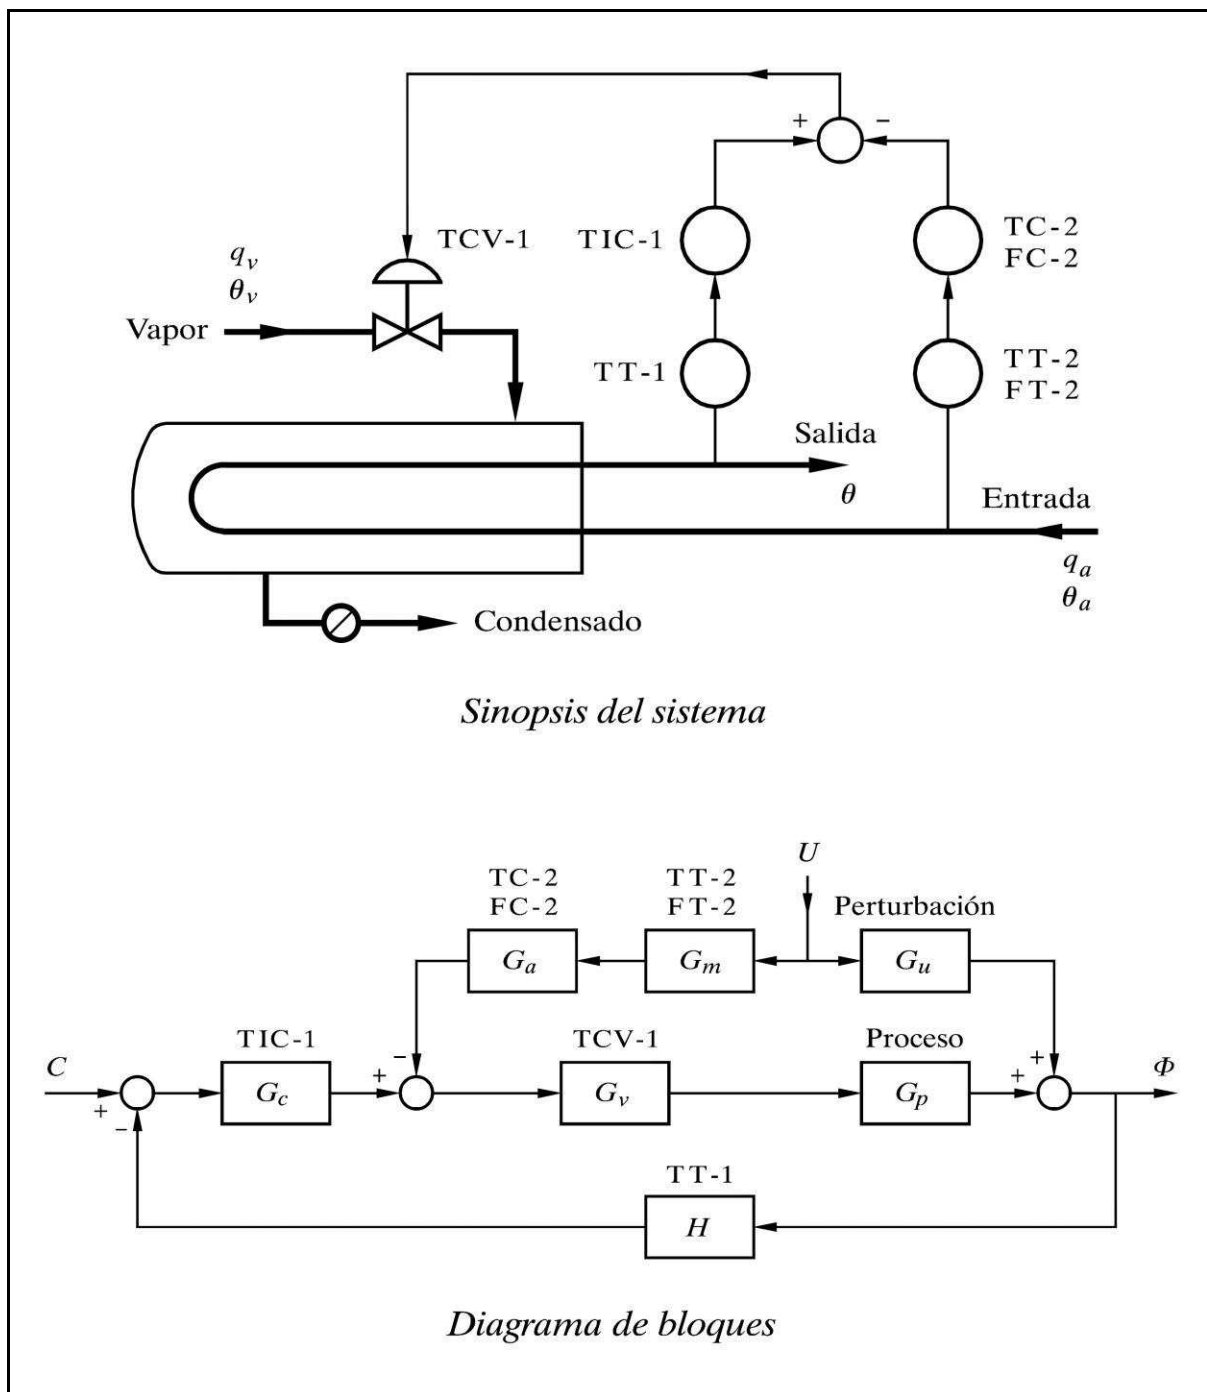 + −
TCV-1 TIC-1 TC-2
FC-2
q_v
θ_v
Vapor
TT-1 TT-2
FT-2
Salida
θ
Entrada
q_a
θ_a
Condensado
Sinopsis del sistema
U
TC-2 TT-2
FC-2 FT-2 Perturbación
G_a G_m G_u
TIC-1 TCV-1 Proceso
C − + Φ
+ G_c + G_v G_p +
−
TT-1
H
Diagrama de bloques